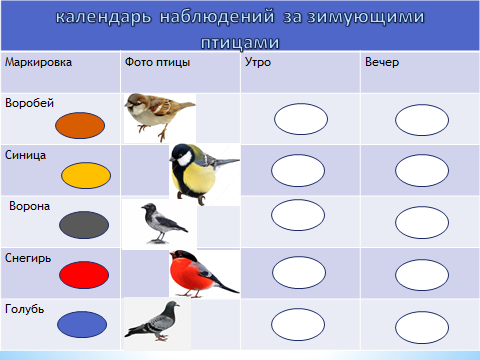 календарь наблюдений за зимующими
птицами
Маркировка Фото птицы Утро Вечер
Воробей
Синица
Ворона
Снегирь
Голубь